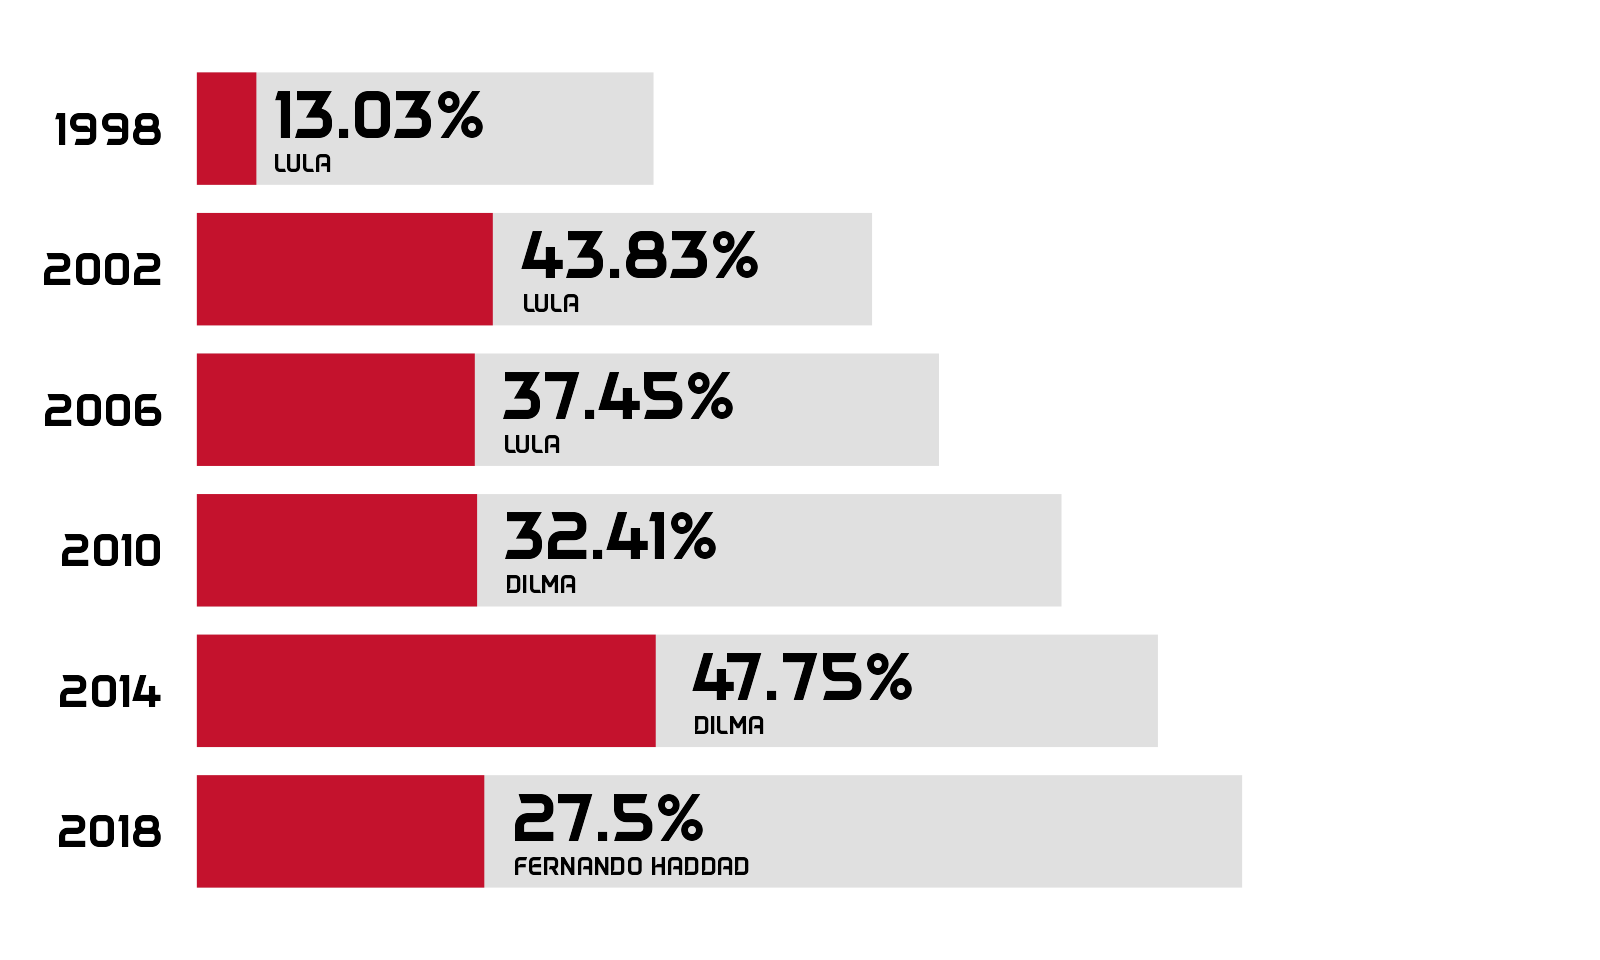 1998
13.03%
LULA
2002
43.83%
LULA
2006
37.45%
LULA
2010
32.41%
DILMA
2014
47.75%
DILMA
2018
27.5%
FERNANDO HADDAD